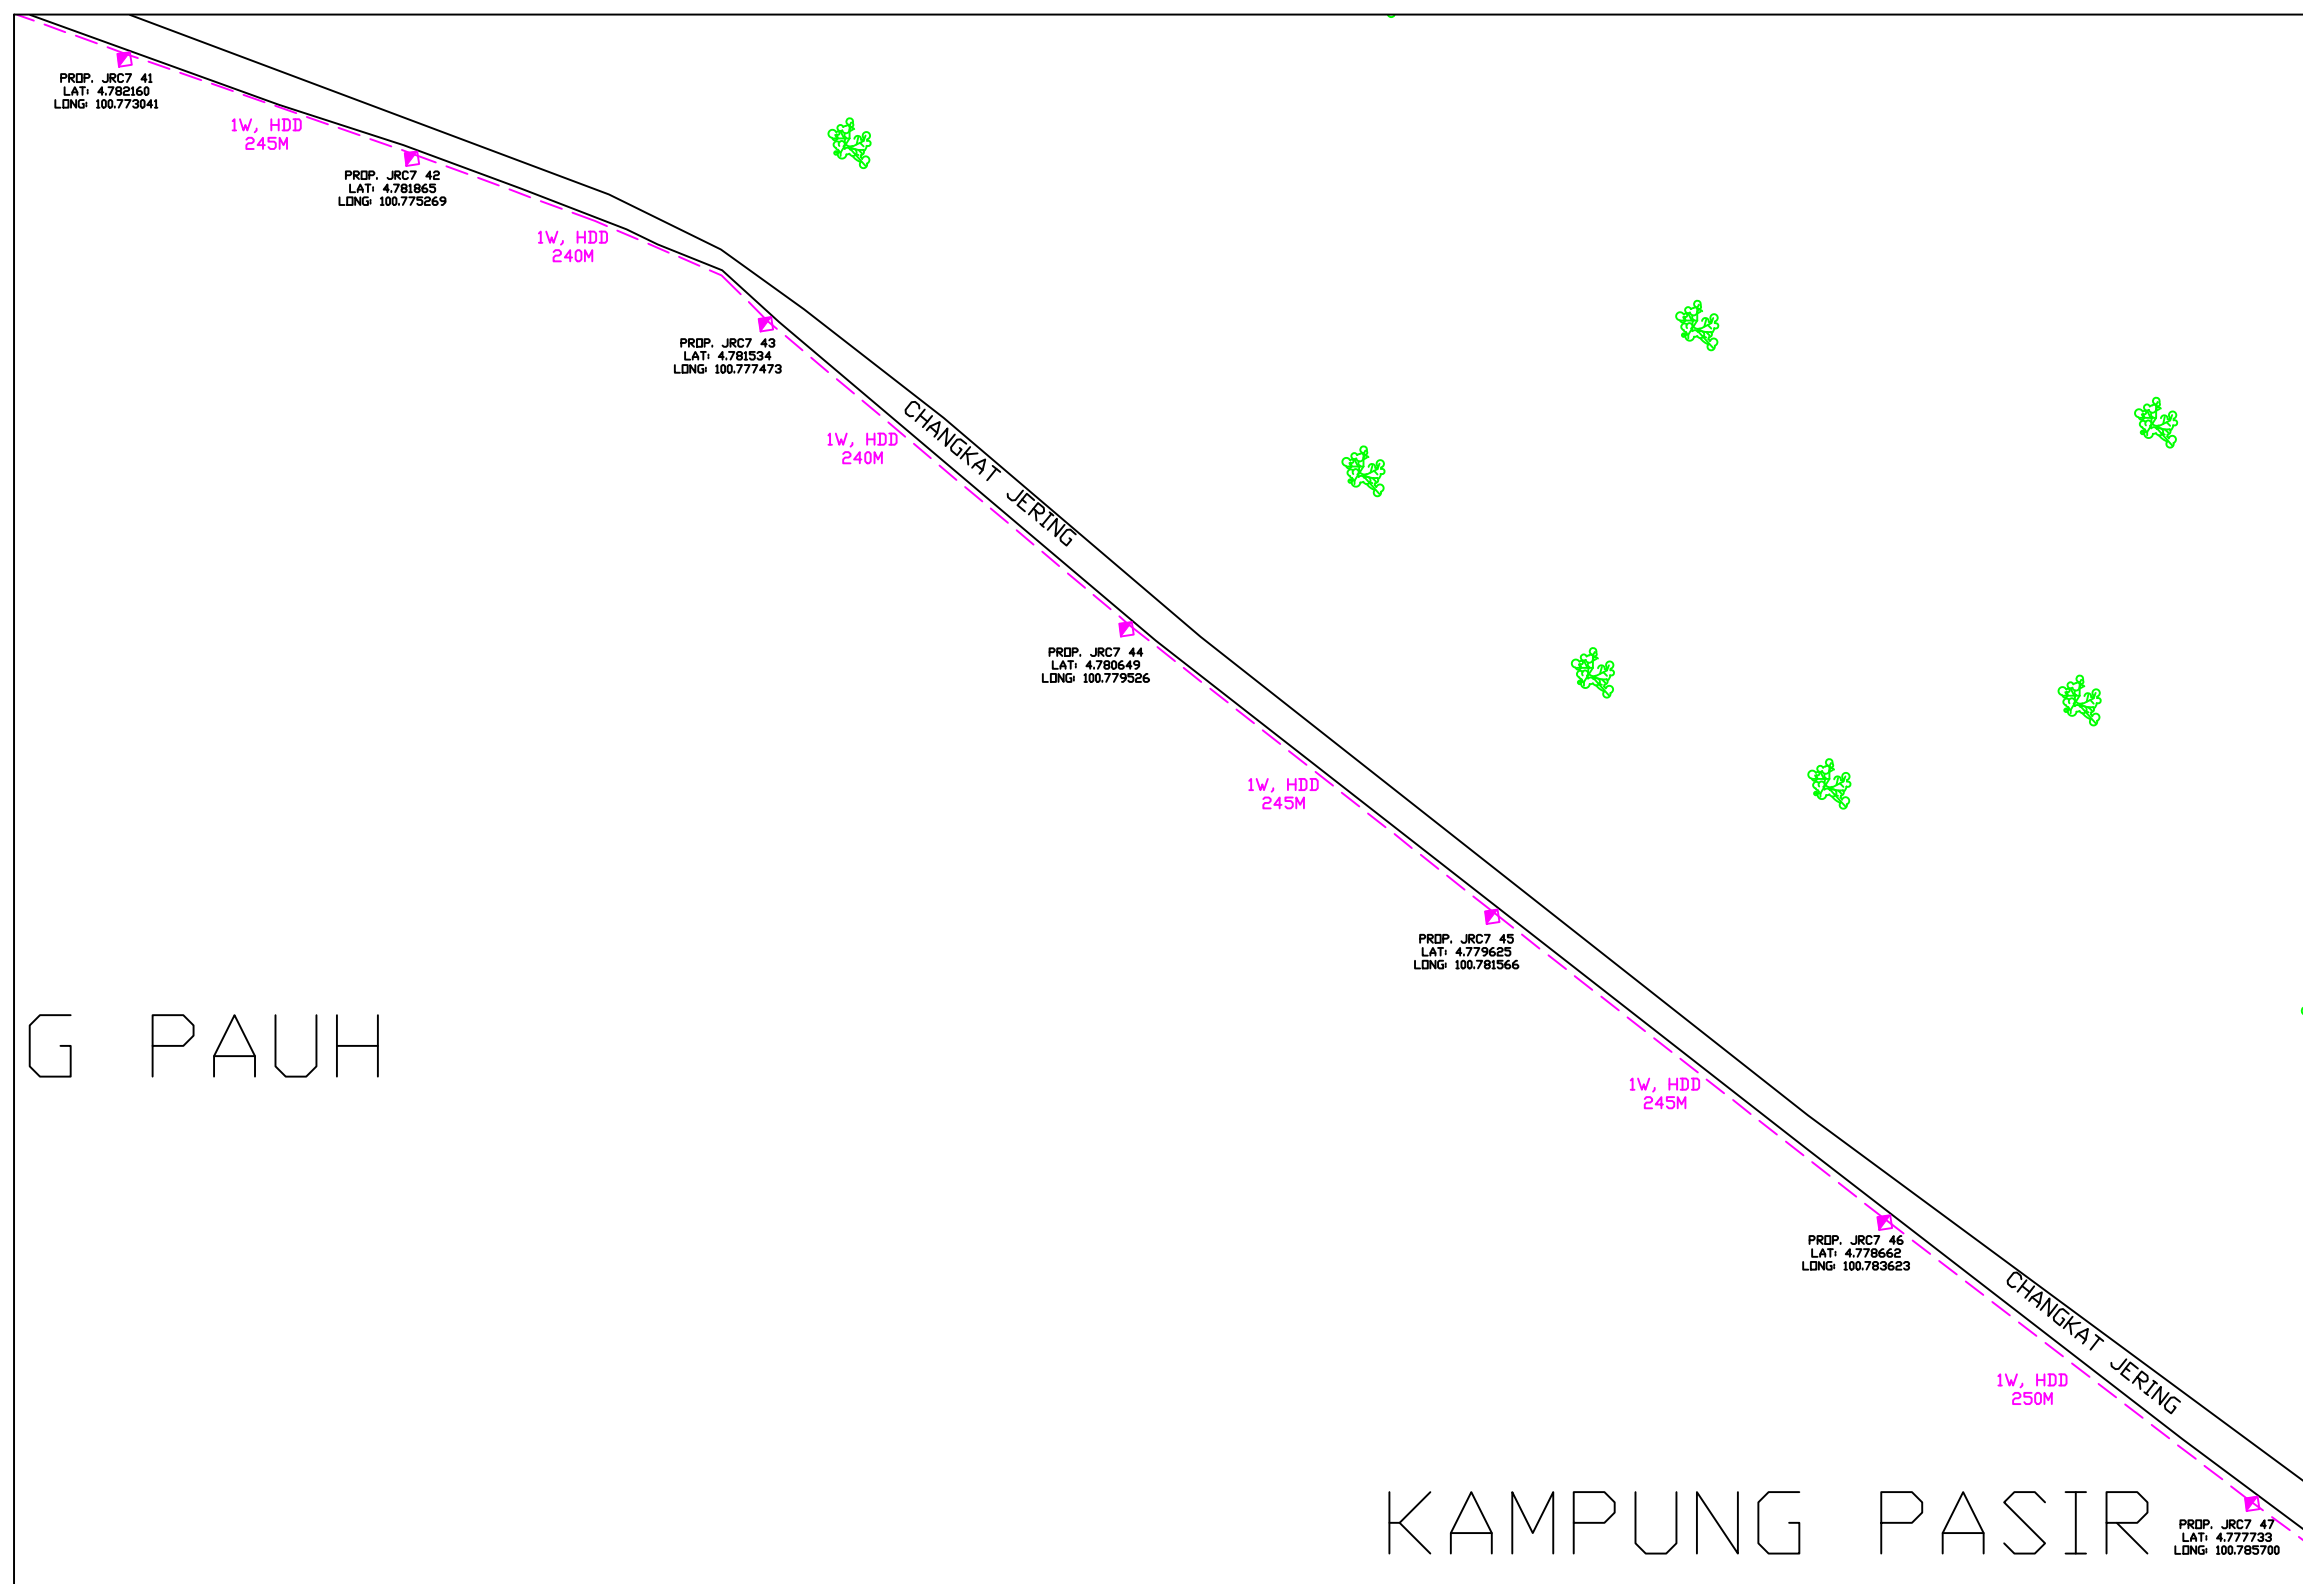 PROP. JRC7 41
LAT: 4.782160
LONG: 100.773041
1W, HDD
245M
PROP. JRC7 42
LAT: 4.781865
LONG: 100.775269
1W, HDD
240M
PROP. JRC7 43
LAT: 4.781534
LONG: 100.777473
CHANGKAT JERING
1W, HDD
240M
PROP. JRC7 44
LAT: 4.780649
LONG: 100.779526
1W, HDD
245M
PROP. JRC7 45
LAT: 4.779625
LONG: 100.781566
G PAUH
1W, HDD
245M
PROP. JRC7 46
LAT: 4.778662
LONG: 100.783623
CHANGKAT JERING
1W, HDD
250M
KAMPUNG PASIR
PROP. JRC7 47
LAT: 4.777733
LONG: 100.785700